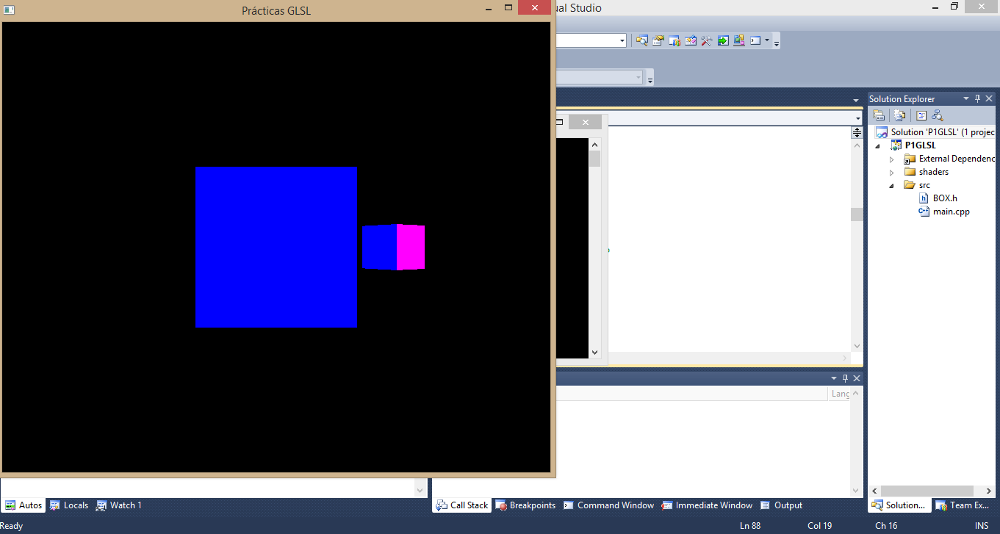 Prácticas GLSL
ual Studio
Solution Explorer
Solution 'P1GLSL' (1 projec
P1GLSL
External Dependenc
shaders
src
BOX.h
main.cpp
Lang
Autos
Locals
Watch 1
Call Stack
Breakpoints
Command Window
Immediate Window
Output
Solution...
Team Ex...
Ready
Ln 88
Col 19
Ch 16
INS